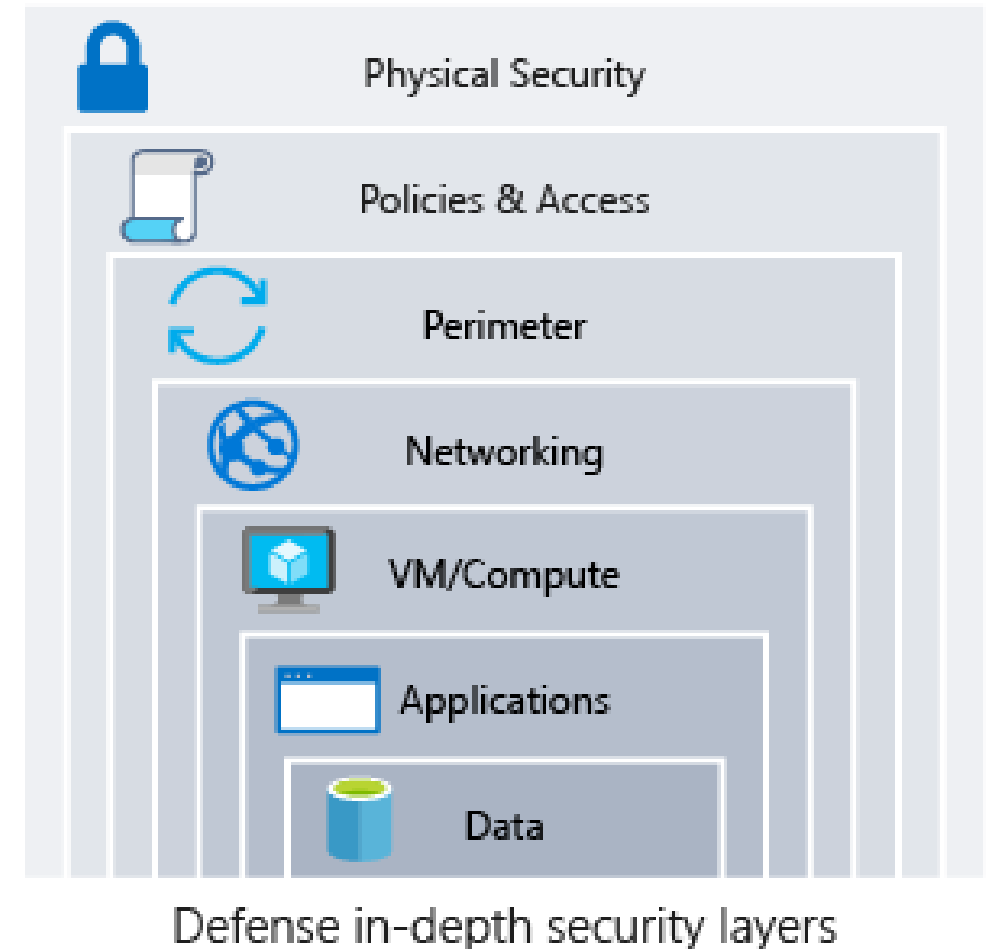 Physical Security
Policies & Access
Perimeter
Networking
VM/Compute
Applications
Data
Defense in-depth security layers